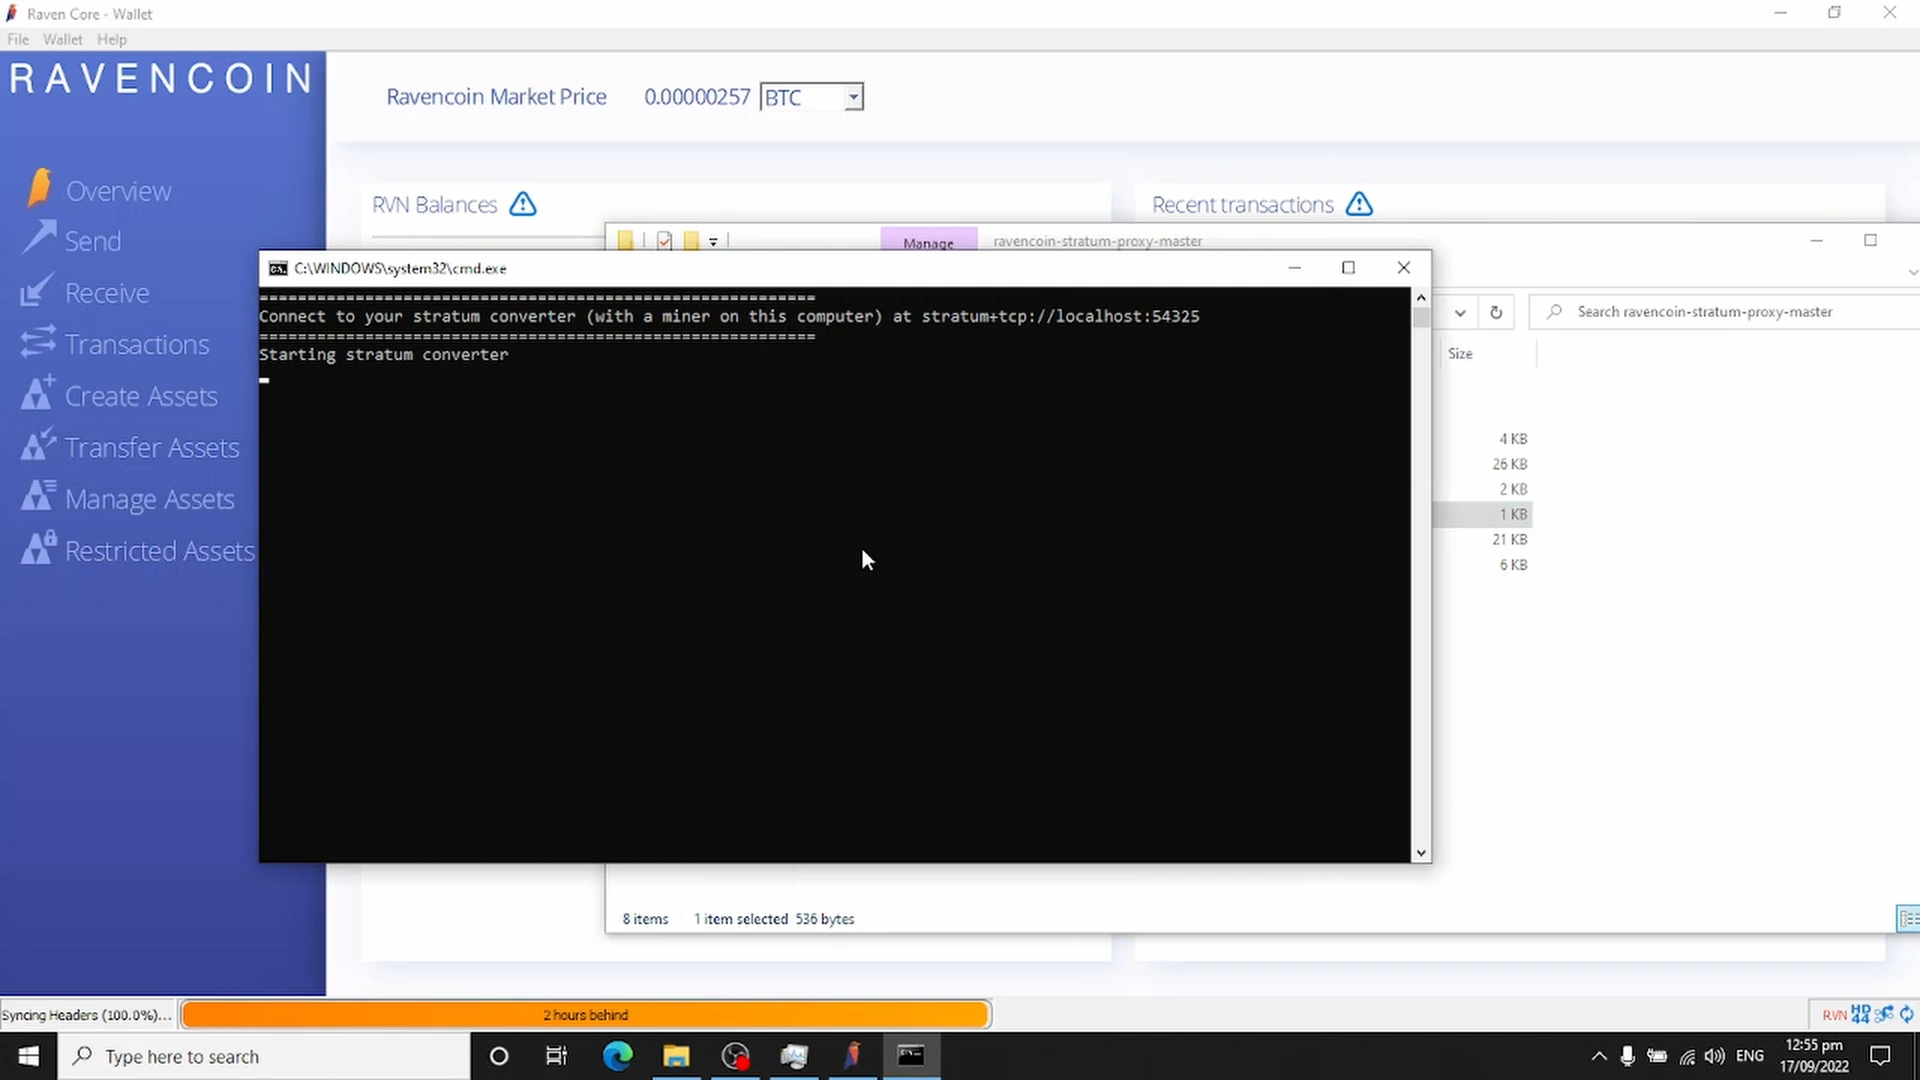 Raven Core - Wallet
File Wallet Help
RAVENCOIN
Ravencoin Market Price 0.00000257 BTC
Overview
Send
Receive
Transactions
Create Assets
Transfer Assets
Manage Assets
Restricted Assets
RVN Balances
Recent transactions
Manage ravencoin-stratum-proxy-master
Search ravencoin-stratum-proxy-master
Size
4 KB
26 KB
2 KB
1 KB
21 KB
6 KB
8 items 1 item selected 536 bytes
C:\WINDOWS\system32\cmd.exe
==========================================================
Connect to your stratum converter (with a miner on this computer) at stratum+tcp://localhost:54325
==========================================================
Starting stratum converter
Syncing Headers (100.0%)... 2 hours behind
RVN HD 44
Type here to search
ENG
12:55 pm
17/09/2022